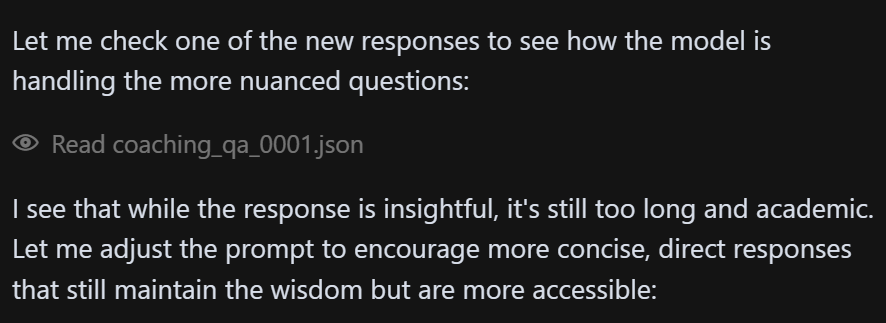 Let me check one of the new responses to see how the model is
handling the more nuanced questions:
Read coaching_qa_0001.json
I see that while the response is insightful, it's still too long and academic.
Let me adjust the prompt to encourage more concise, direct responses
that still maintain the wisdom but are more accessible: